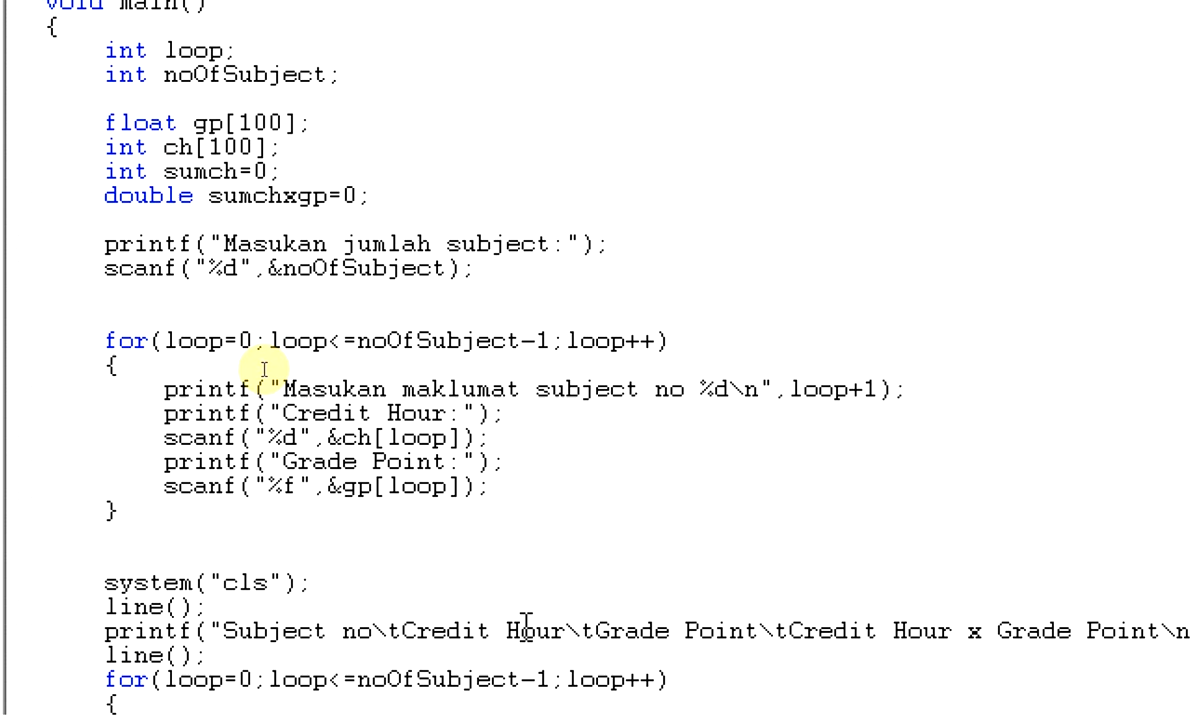 void main()
{
int loop;
int noOfSubject;
float gp[100];
int ch[100];
int sumch=0;
double sumchxgp=0;
printf("Masukan jumlah subject:");
scanf("%d",&noOfSubject);
for(loop=0;loop<=noOfSubject-1;loop++)
{
printf("Masukan maklumat subject no %d\n",loop+1);
printf("Credit Hour:");
scanf("%d",&ch[loop]);
printf("Grade Point:");
scanf("%f",&gp[loop]);
}
system("cls");
line();
printf("Subject no\tCredit Hour\tGrade Point\tCredit Hour x Grade Point\n
line();
for(loop=0;loop<=noOfSubject-1;loop++)
{